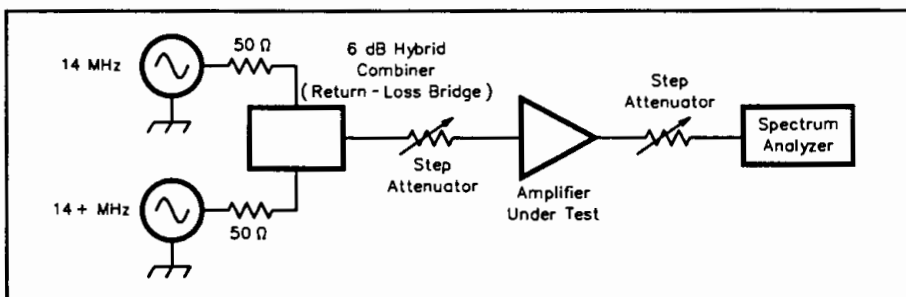 50 Ω
14 MHz
6 dB Hybrid
Combiner
(Return-Loss Bridge)
Step
Attenuator
Step
Attenuator
Spectrum
Analyzer
Amplifier
Under Test
14+ MHz
50 Ω